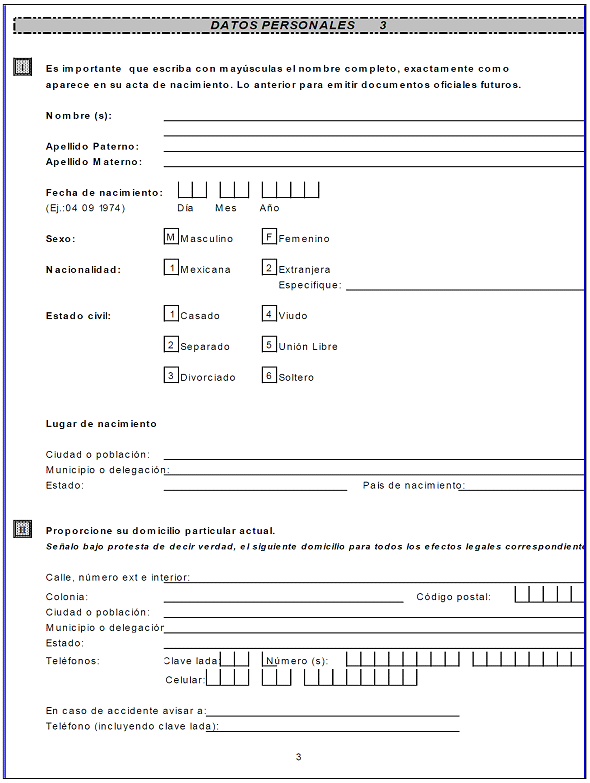 DATOS PERSONALES 3
I Es importante que escriba con mayúsculas el nombre completo, exactamente como
aparece en su acta de nacimiento. Lo anterior para emitir documentos oficiales futuros.
Nombre (s):
Apellido Paterno:
Apellido Materno:
Fecha de nacimiento:
(Ej.:04 09 1974) Día Mes Año
Sexo: M Masculino F Femenino
Nacionalidad: 1 Mexicana 2 Extranjera
Especifique:
Estado civil: 1 Casado 4 Viudo
2 Separado 5 Unión Libre
3 Divorciado 6 Soltero
Lugar de nacimiento
Ciudad o población:
Municipio o delegación:
Estado: País de nacimiento:
II Proporcione su domicilio particular actual.
Señalo bajo protesta de decir verdad, el siguiente domicilio para todos los efectos legales correspondiente
Calle, número ext e interior:
Colonia: Código postal:
Ciudad o población:
Municipio o delegación
Estado:
Teléfonos: Clave lada: Número (s):
Celular:
En caso de accidente avisar a:
Teléfono (incluyendo clave lada):
3